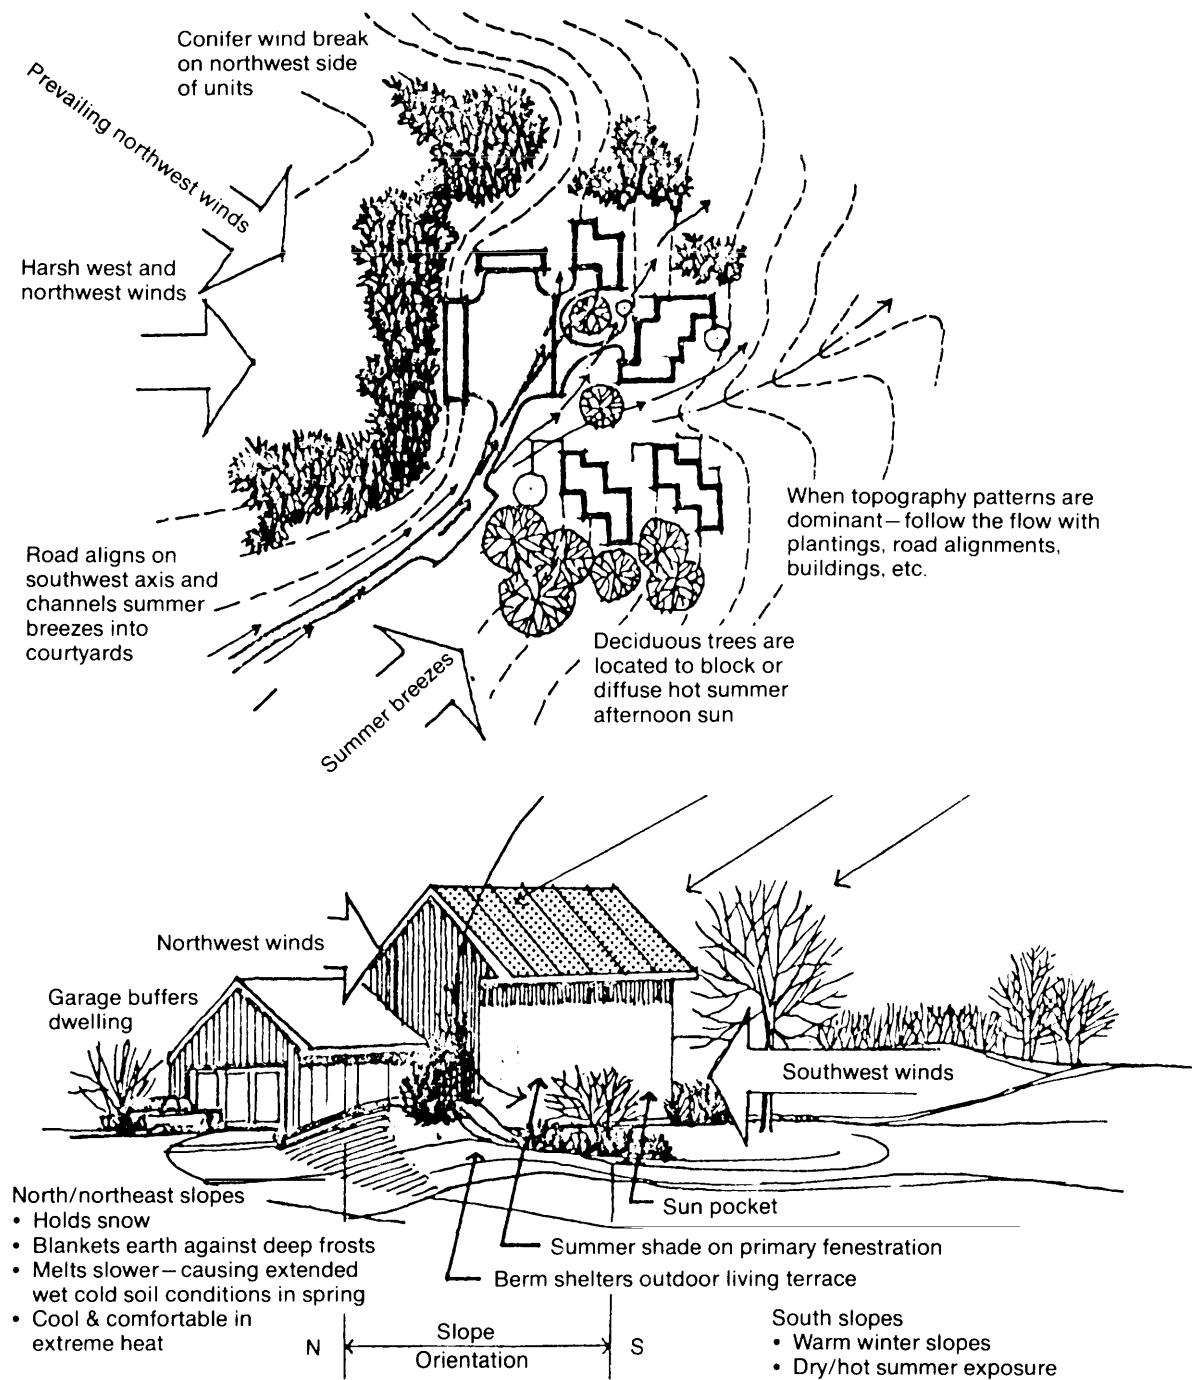 Conifer wind break
on northwest side
of units
Prevailing northwest winds
Harsh west and
northwest winds
When topography patterns are
dominant—follow the flow with
plantings, road alignments,
buildings, etc.
Road aligns on
southwest axis and
channels summer
breezes into
courtyards
Deciduous trees are
located to block or
diffuse hot summer
afternoon sun
Summer breezes
Northwest winds
Garage buffers
dwelling
Southwest winds
North/northeast slopes
• Holds snow
• Blankets earth against deep frosts
• Melts slower—causing extended
wet cold soil conditions in spring
• Cool & comfortable in
extreme heat
Sun pocket
Summer shade on primary fenestration
Berm shelters outdoor living terrace
N
Slope
Orientation
S
South slopes
• Warm winter slopes
• Dry/hot summer exposure